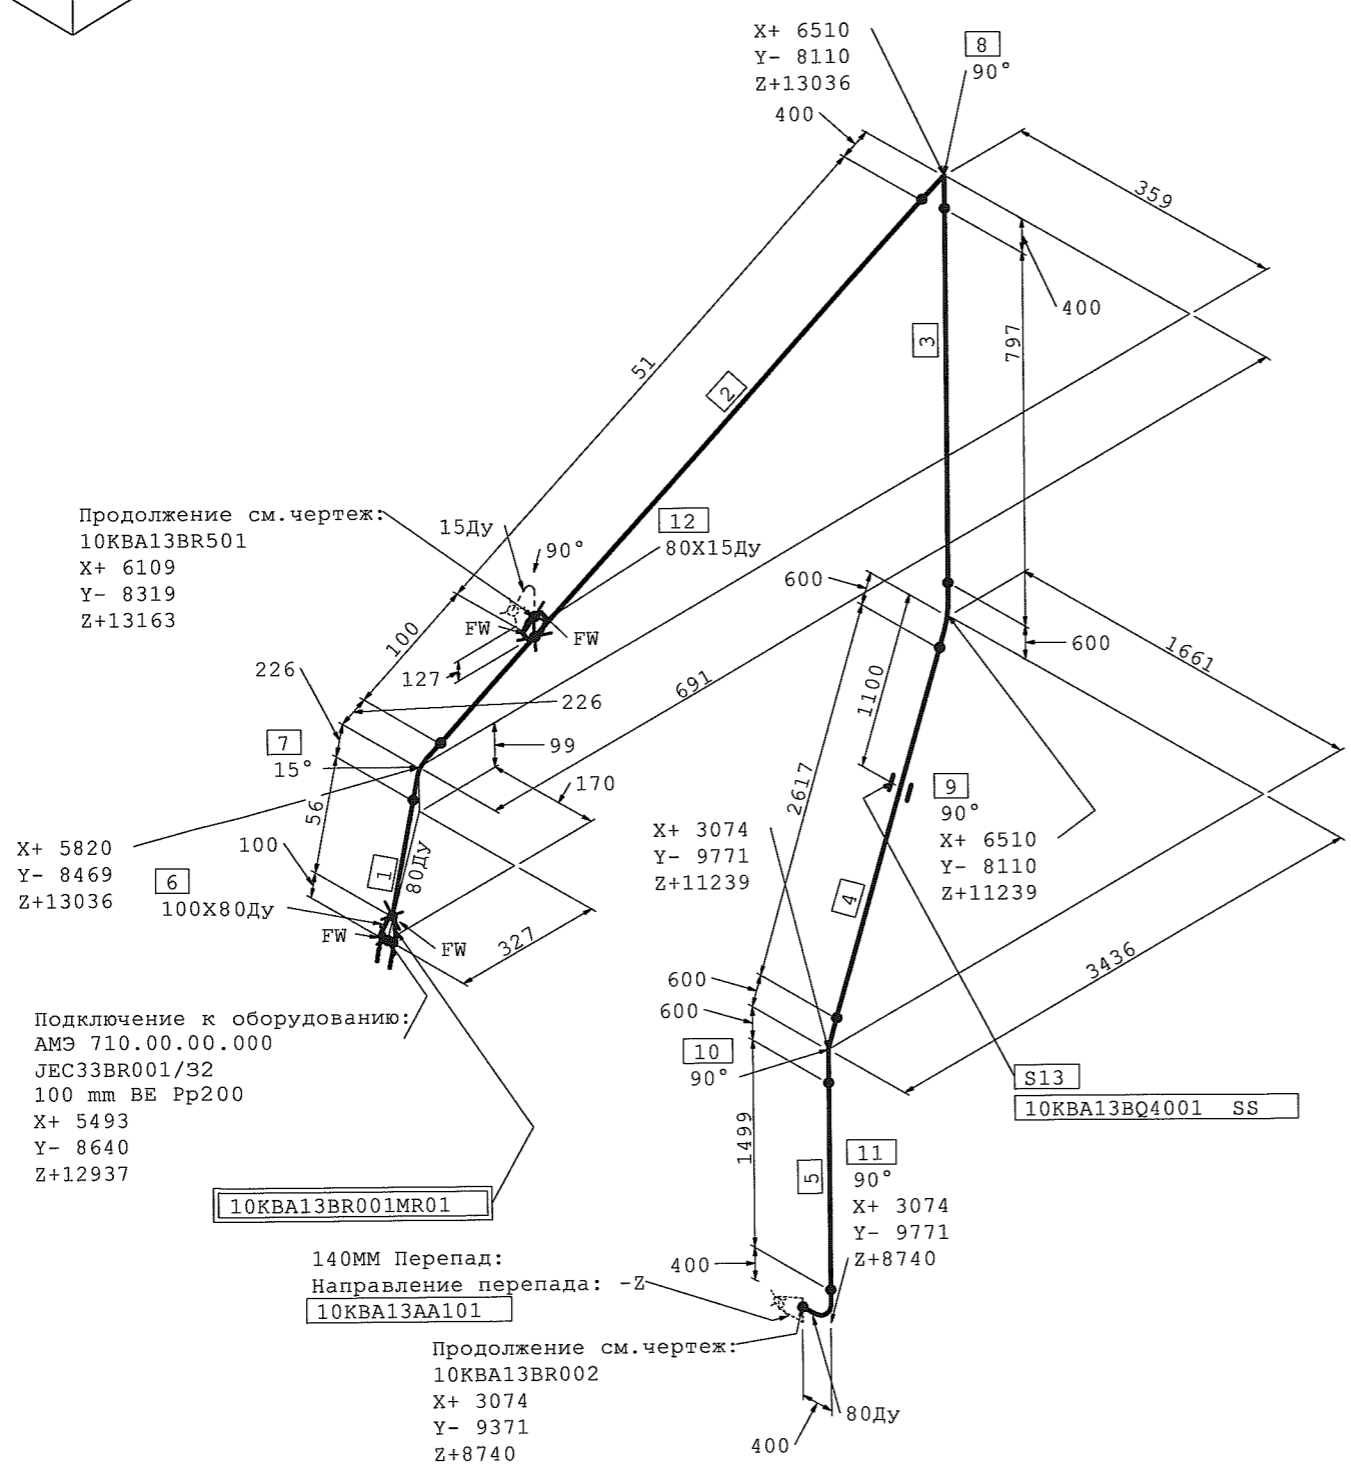 X+ 6510
Y- 8110
Z+13036
8
90°
400
359
400
797
3
51
2
Продолжение см.чертеж:
10KBA13BR501
X+ 6109
Y- 8319
Z+13163
15Ду
90°
12
80X15Ду
FW
FW
100
127
600
600
1661
1100
691
226
226
7
15°
99
170
2617
9
90°
X+ 6510
Y- 8110
Z+11239
56
X+ 3074
Y- 9771
Z+11239
X+ 5820
Y- 8469
Z+13036
100
1
80ДУ
6
100X80Ду
FW
FW
327
4
3436
600
600
10
90°
Подключение к оборудованию:
АМЭ 710.00.00.000
JEC33BR001/32
100 mm BE Pp200
X+ 5493
Y- 8640
Z+12937
S13
10KBA13BQ4001 SS
1499
11
90°
X+ 3074
Y- 9771
Z+8740
5
10KBA13BR001MR01
140MM Перепад:
Направление перепада: -Z
10KBA13AA101
400
Продолжение см.чертеж:
10KBA13BR002
X+ 3074
Y- 9371
Z+8740
80Ду
400